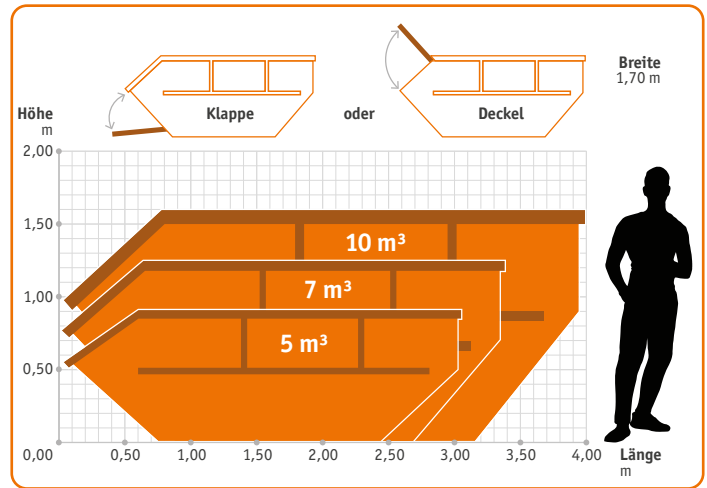 Breite
1,70 m
Klappe
oder
Deckel
Höhe
m
2,00
1,50
1,00
0,50
10 m³
7 m³
5 m³
0,00
0,50
1,00
1,50
2,00
2,50
3,00
3,50
4,00
Länge
m